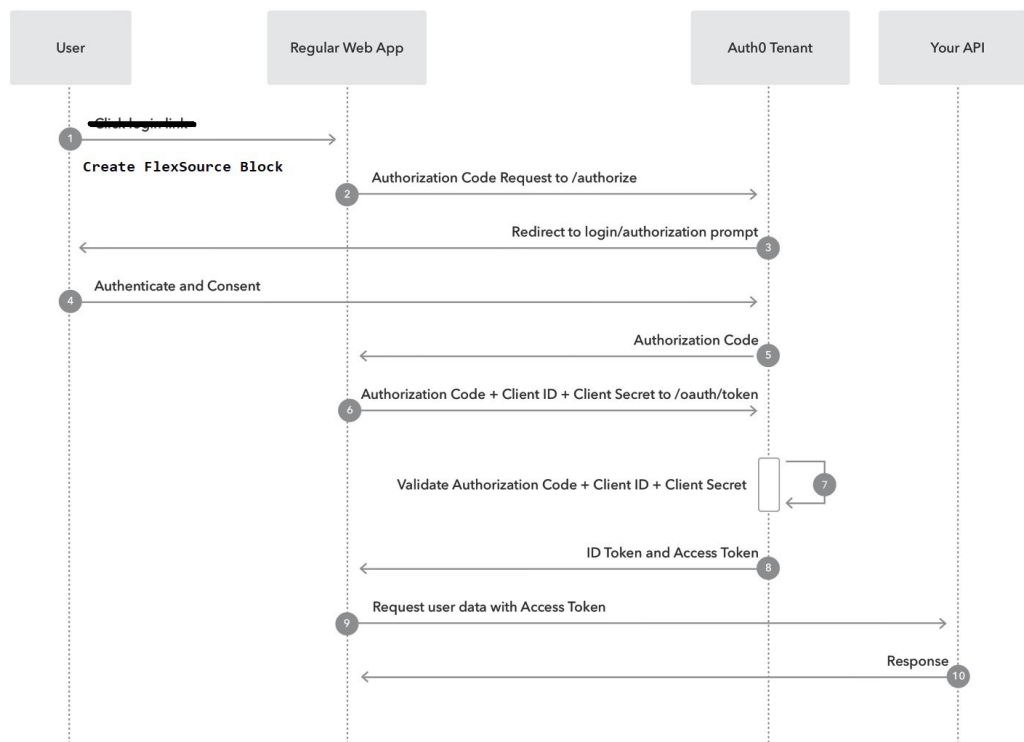 User
Regular Web App
Auth0 Tenant
Your API
Click login link
1
Create FlexSource Block
Authorization Code Request to /authorize
2
Redirect to login/authorization prompt
3
Authenticate and Consent
4
Authorization Code
5
Authorization Code + Client ID + Client Secret to /oauth/token
6
Validate Authorization Code + Client ID + Client Secret
7
ID Token and Access Token
8
Request user data with Access Token
9
Response
10